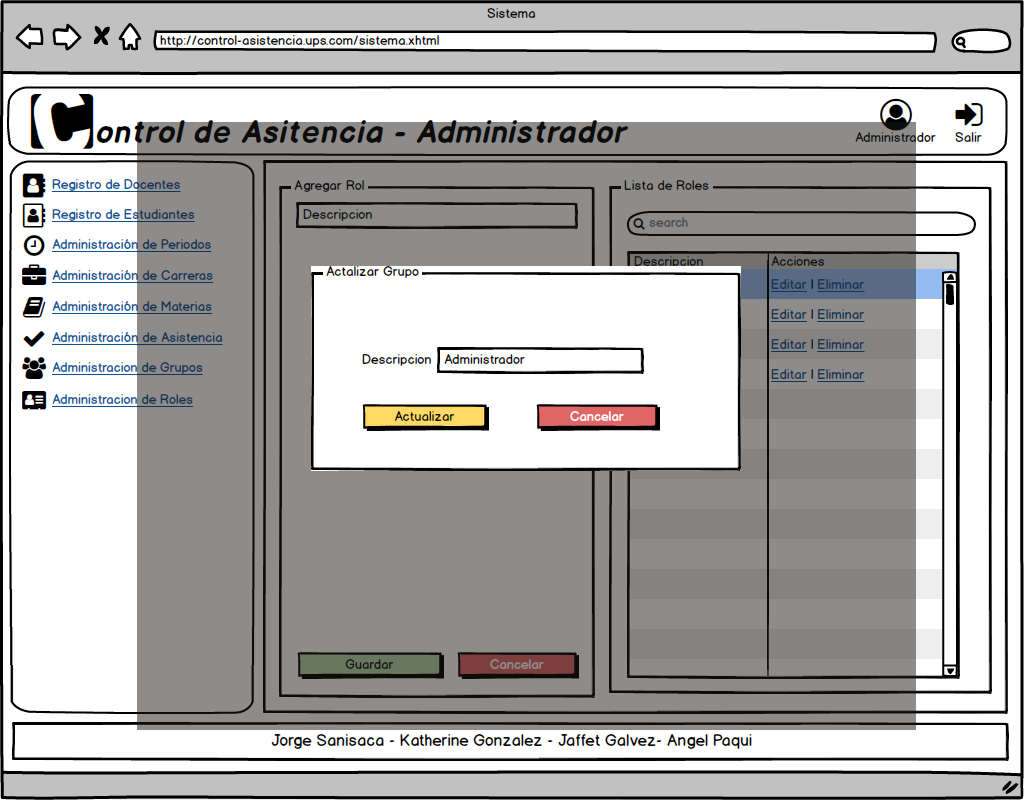 Sistema
http://control-asistencia.ups.com/sistema.xhtml
Control de Asitencia - Administrador
Administrador
Salir
Registro de Docentes
Registro de Estudiantes
Administración de Periodos
Administración de Carreras
Administración de Materias
Administración de Asistencia
Administracion de Grupos
Administracion de Roles
Agregar Rol
Descripcion
Guardar
Cancelar
Actalizar Grupo
Descripcion
Administrador
Actualizar
Cancelar
Lista de Roles
search
Descripcion
Acciones
Editar | Eliminar
Editar | Eliminar
Editar | Eliminar
Editar | Eliminar
Jorge Sanisaca - Katherine Gonzalez - Jaffet Galvez- Angel Paqui